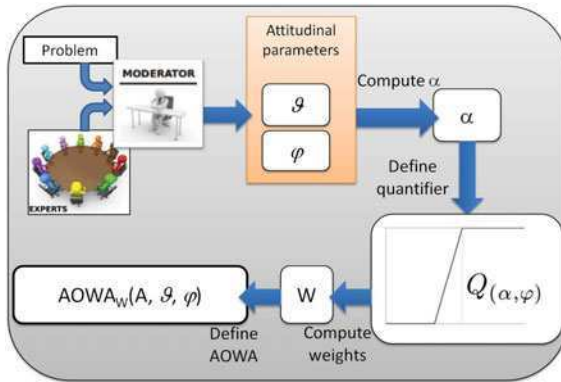 Problem
MODERATOR
EXPERTS
Attitudinal
parameters
ϑ
φ
Compute α
α
Define
quantifier
Q(α,φ)
Compute
weights
W
Define
AOWA
AOWAW(A, ϑ, φ)